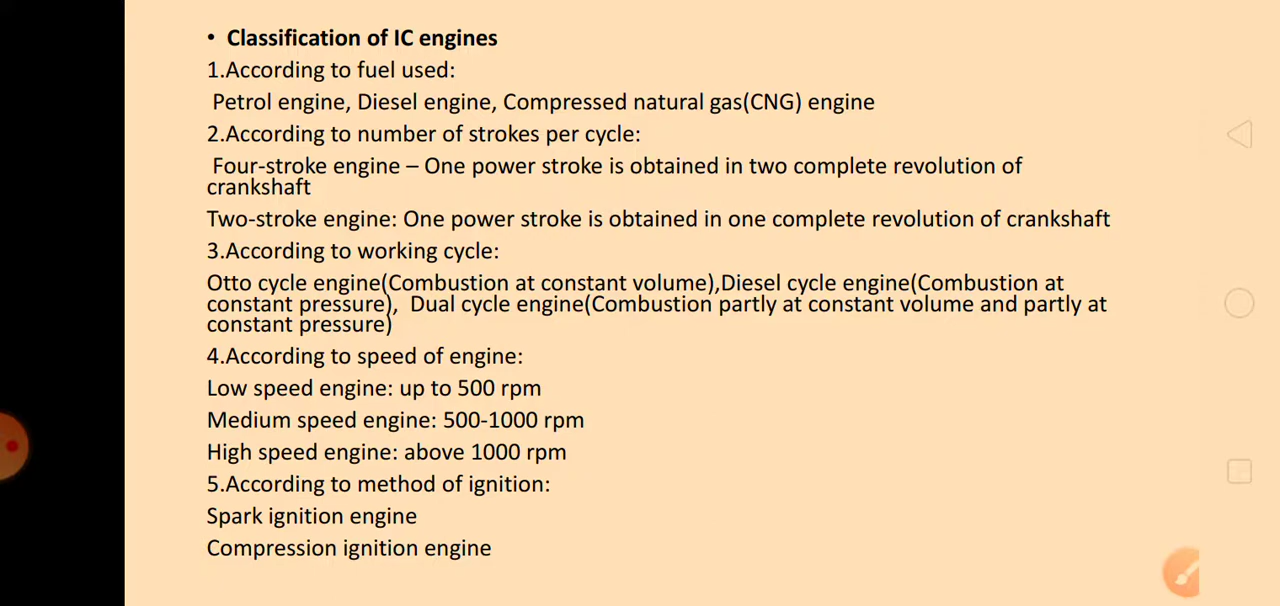 • Classification of IC engines
1.According to fuel used:
Petrol engine, Diesel engine, Compressed natural gas(CNG) engine
2.According to number of strokes per cycle:
Four-stroke engine – One power stroke is obtained in two complete revolution of
crankshaft
Two-stroke engine: One power stroke is obtained in one complete revolution of crankshaft
3.According to working cycle:
Otto cycle engine(Combustion at constant volume),Diesel cycle engine(Combustion at
constant pressure),  Dual cycle engine(Combustion partly at constant volume and partly at
constant pressure)
4.According to speed of engine:
Low speed engine: up to 500 rpm
Medium speed engine: 500-1000 rpm
High speed engine: above 1000 rpm
5.According to method of ignition:
Spark ignition engine
Compression ignition engine